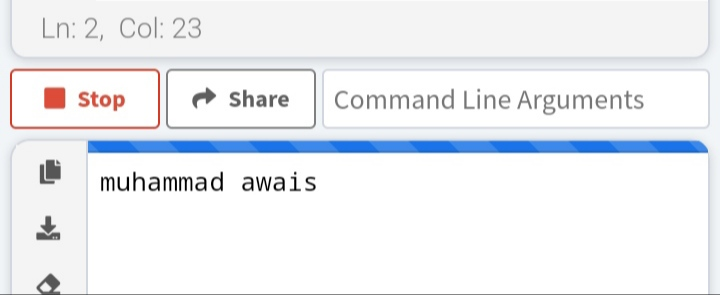 Ln: 2, Col: 23
Stop
Share
Command Line Arguments
muhammad awais